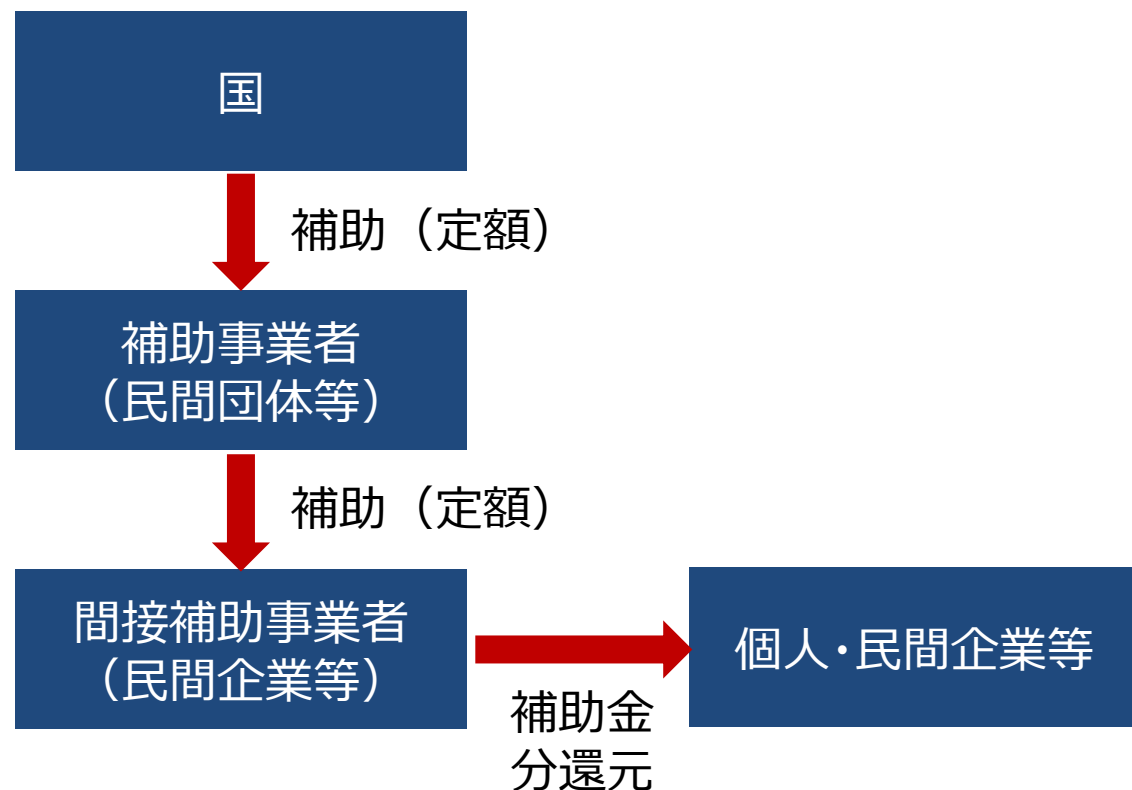 国
補助（定額）
補助事業者
（民間団体等）
補助（定額）
間接補助事業者
（民間企業等）
補助金
分還元
個人･民間企業等